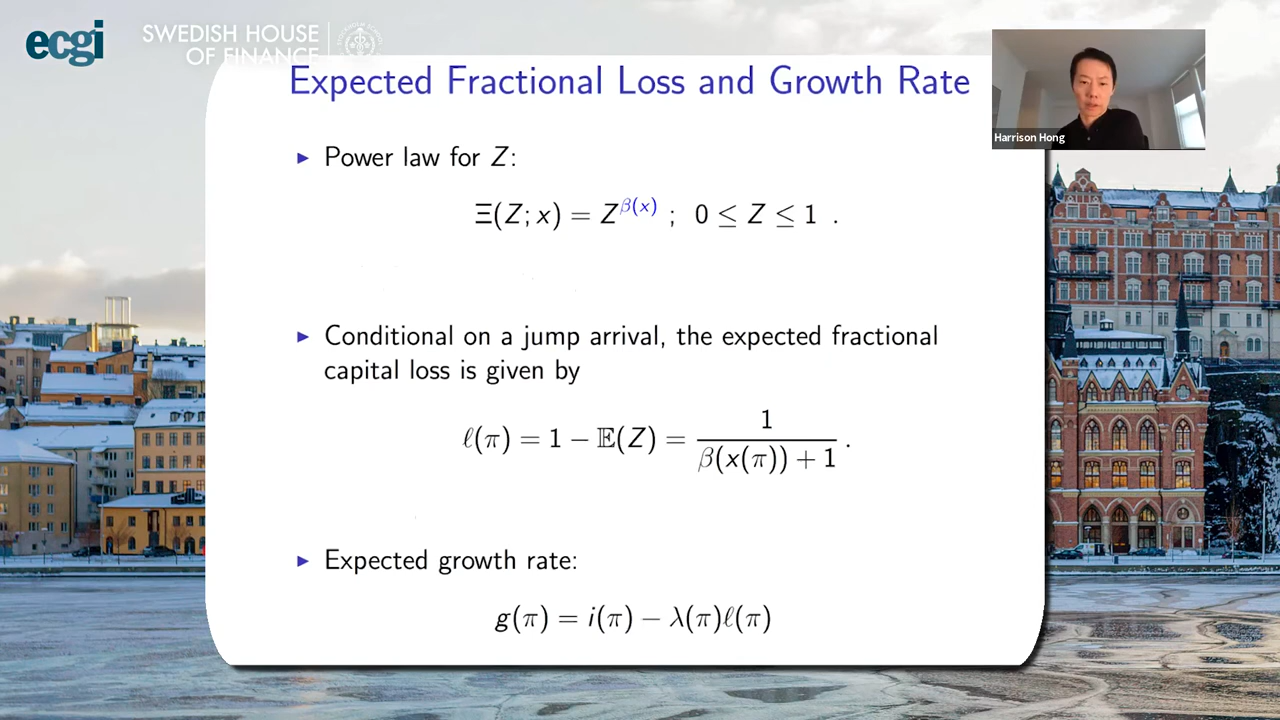 ecgi
SWEDISH HOUSE
OF FINANCE
Expected Fractional Loss and Growth Rate
Harrison Hong
▶ Power law for Z:
Ξ(Z; x) = Z^{β(x)} ; 0 ≤ Z ≤ 1 .
▶ Conditional on a jump arrival, the expected fractional
capital loss is given by
ℓ(π) = 1 − 𝔼(Z) = 1 / (β(x(π)) + 1) .
▶ Expected growth rate:
g(π) = i(π) − λ(π)ℓ(π)